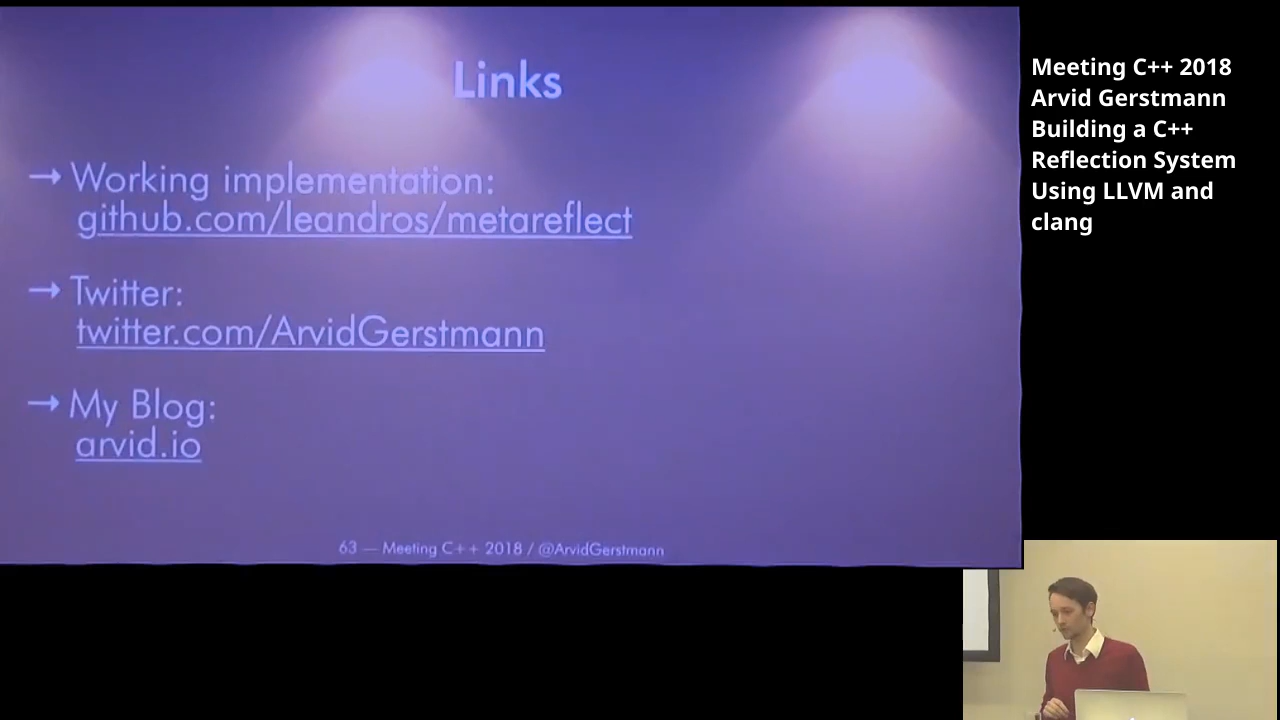 Links
→ Working implementation:
github.com/leandros/metareflect
→ Twitter:
twitter.com/ArvidGerstmann
→ My Blog:
arvid.io
63 — Meeting C++ 2018 / @ArvidGerstmann
Meeting C++ 2018
Arvid Gerstmann
Building a C++
Reflection System
Using LLVM and
clang